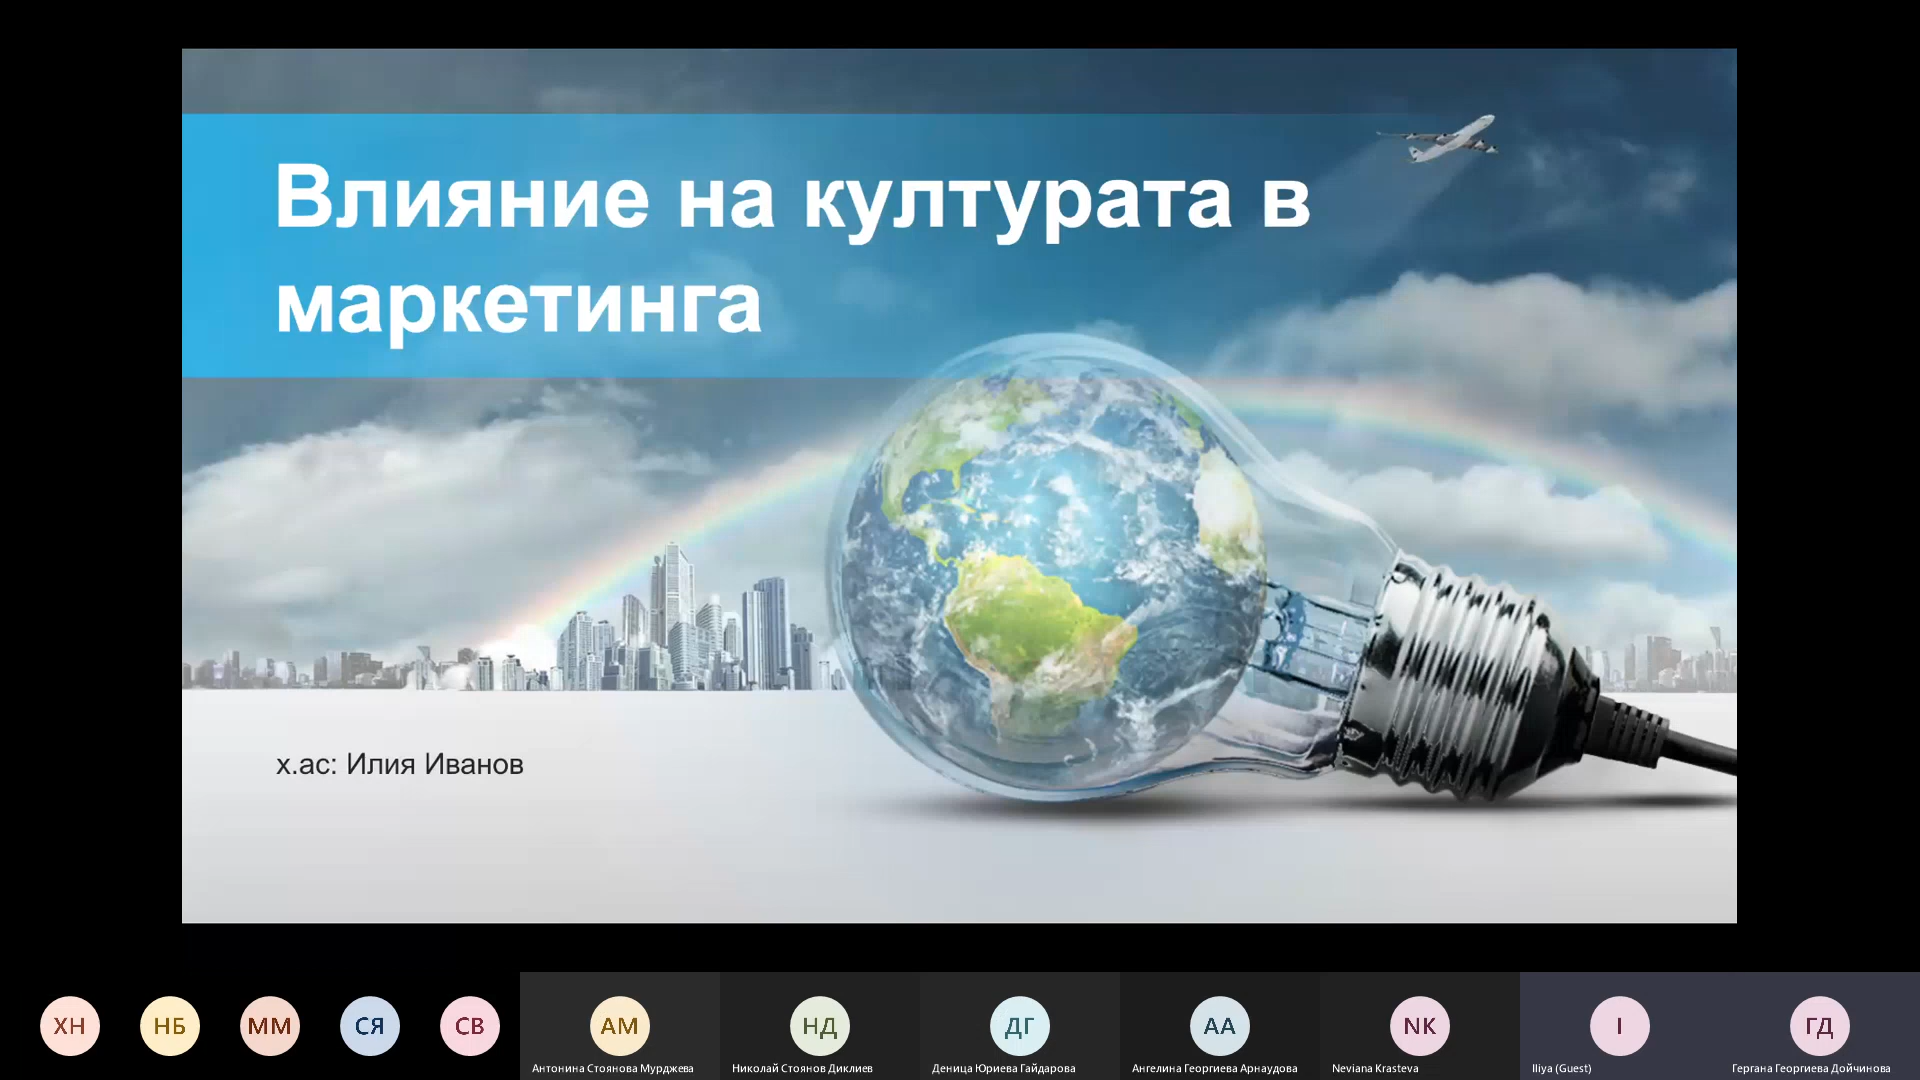 Влияние на културата в
маркетинга
х.ас: Илия Иванов
ХН
НБ
ММ
СЯ
СВ
АМ
НД
ДГ
АА
NK
I
ГД
Антонина Стоянова Мурджева
Николай Стоянов Диклиев
Деница Юриева Гайдарова
Ангелина Георгиева Арнаудова
Neviana Krasteva
Iliya (Guest)
Гергана Георгиева Дойчинова